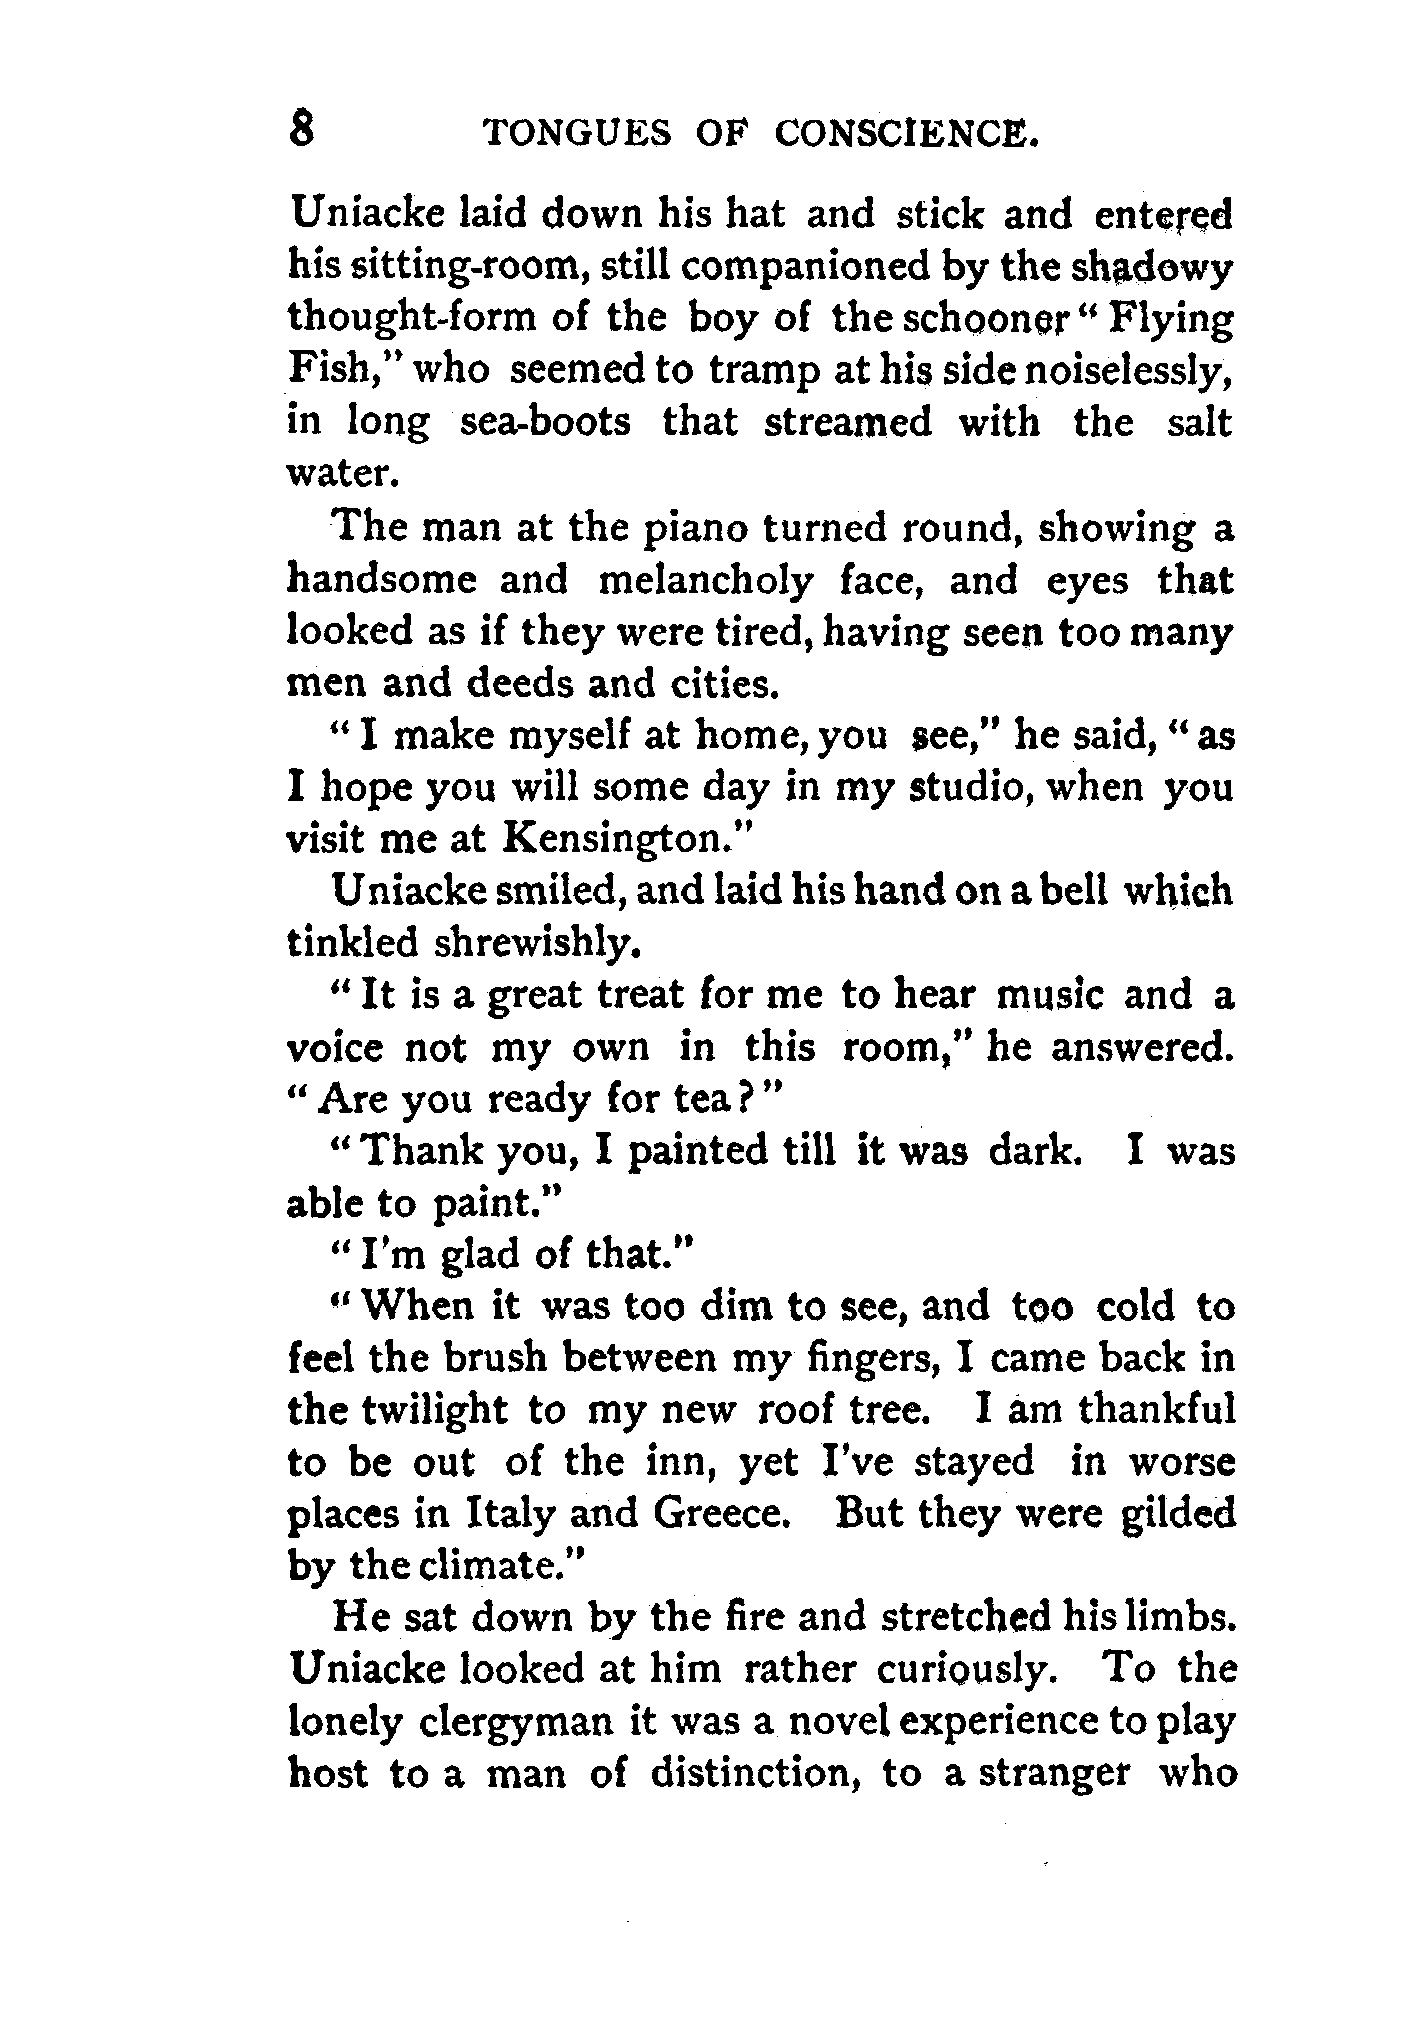 8 TONGUES OF CONSCIENCE.
Uniacke laid down his hat and stick and entered
his sitting-room, still companioned by the shadowy
thought-form of the boy of the schooner "Flying
Fish," who seemed to tramp at his side noiselessly,
in long sea-boots that streamed with the salt
water.
The man at the piano turned round, showing a
handsome and melancholy face, and eyes that
looked as if they were tired, having seen too many
men and deeds and cities.
"I make myself at home, you see," he said, "as
I hope you will some day in my studio, when you
visit me at Kensington."
Uniacke smiled, and laid his hand on a bell which
tinkled shrewishly.
"It is a great treat for me to hear music and a
voice not my own in this room," he answered.
"Are you ready for tea?"
"Thank you, I painted till it was dark. I was
able to paint."
"I'm glad of that."
"When it was too dim to see, and too cold to
feel the brush between my fingers, I came back in
the twilight to my new roof tree. I am thankful
to be out of the inn, yet I've stayed in worse
places in Italy and Greece. But they were gilded
by the climate."
He sat down by the fire and stretched his limbs.
Uniacke looked at him rather curiously. To the
lonely clergyman it was a novel experience to play
host to a man of distinction, to a stranger who